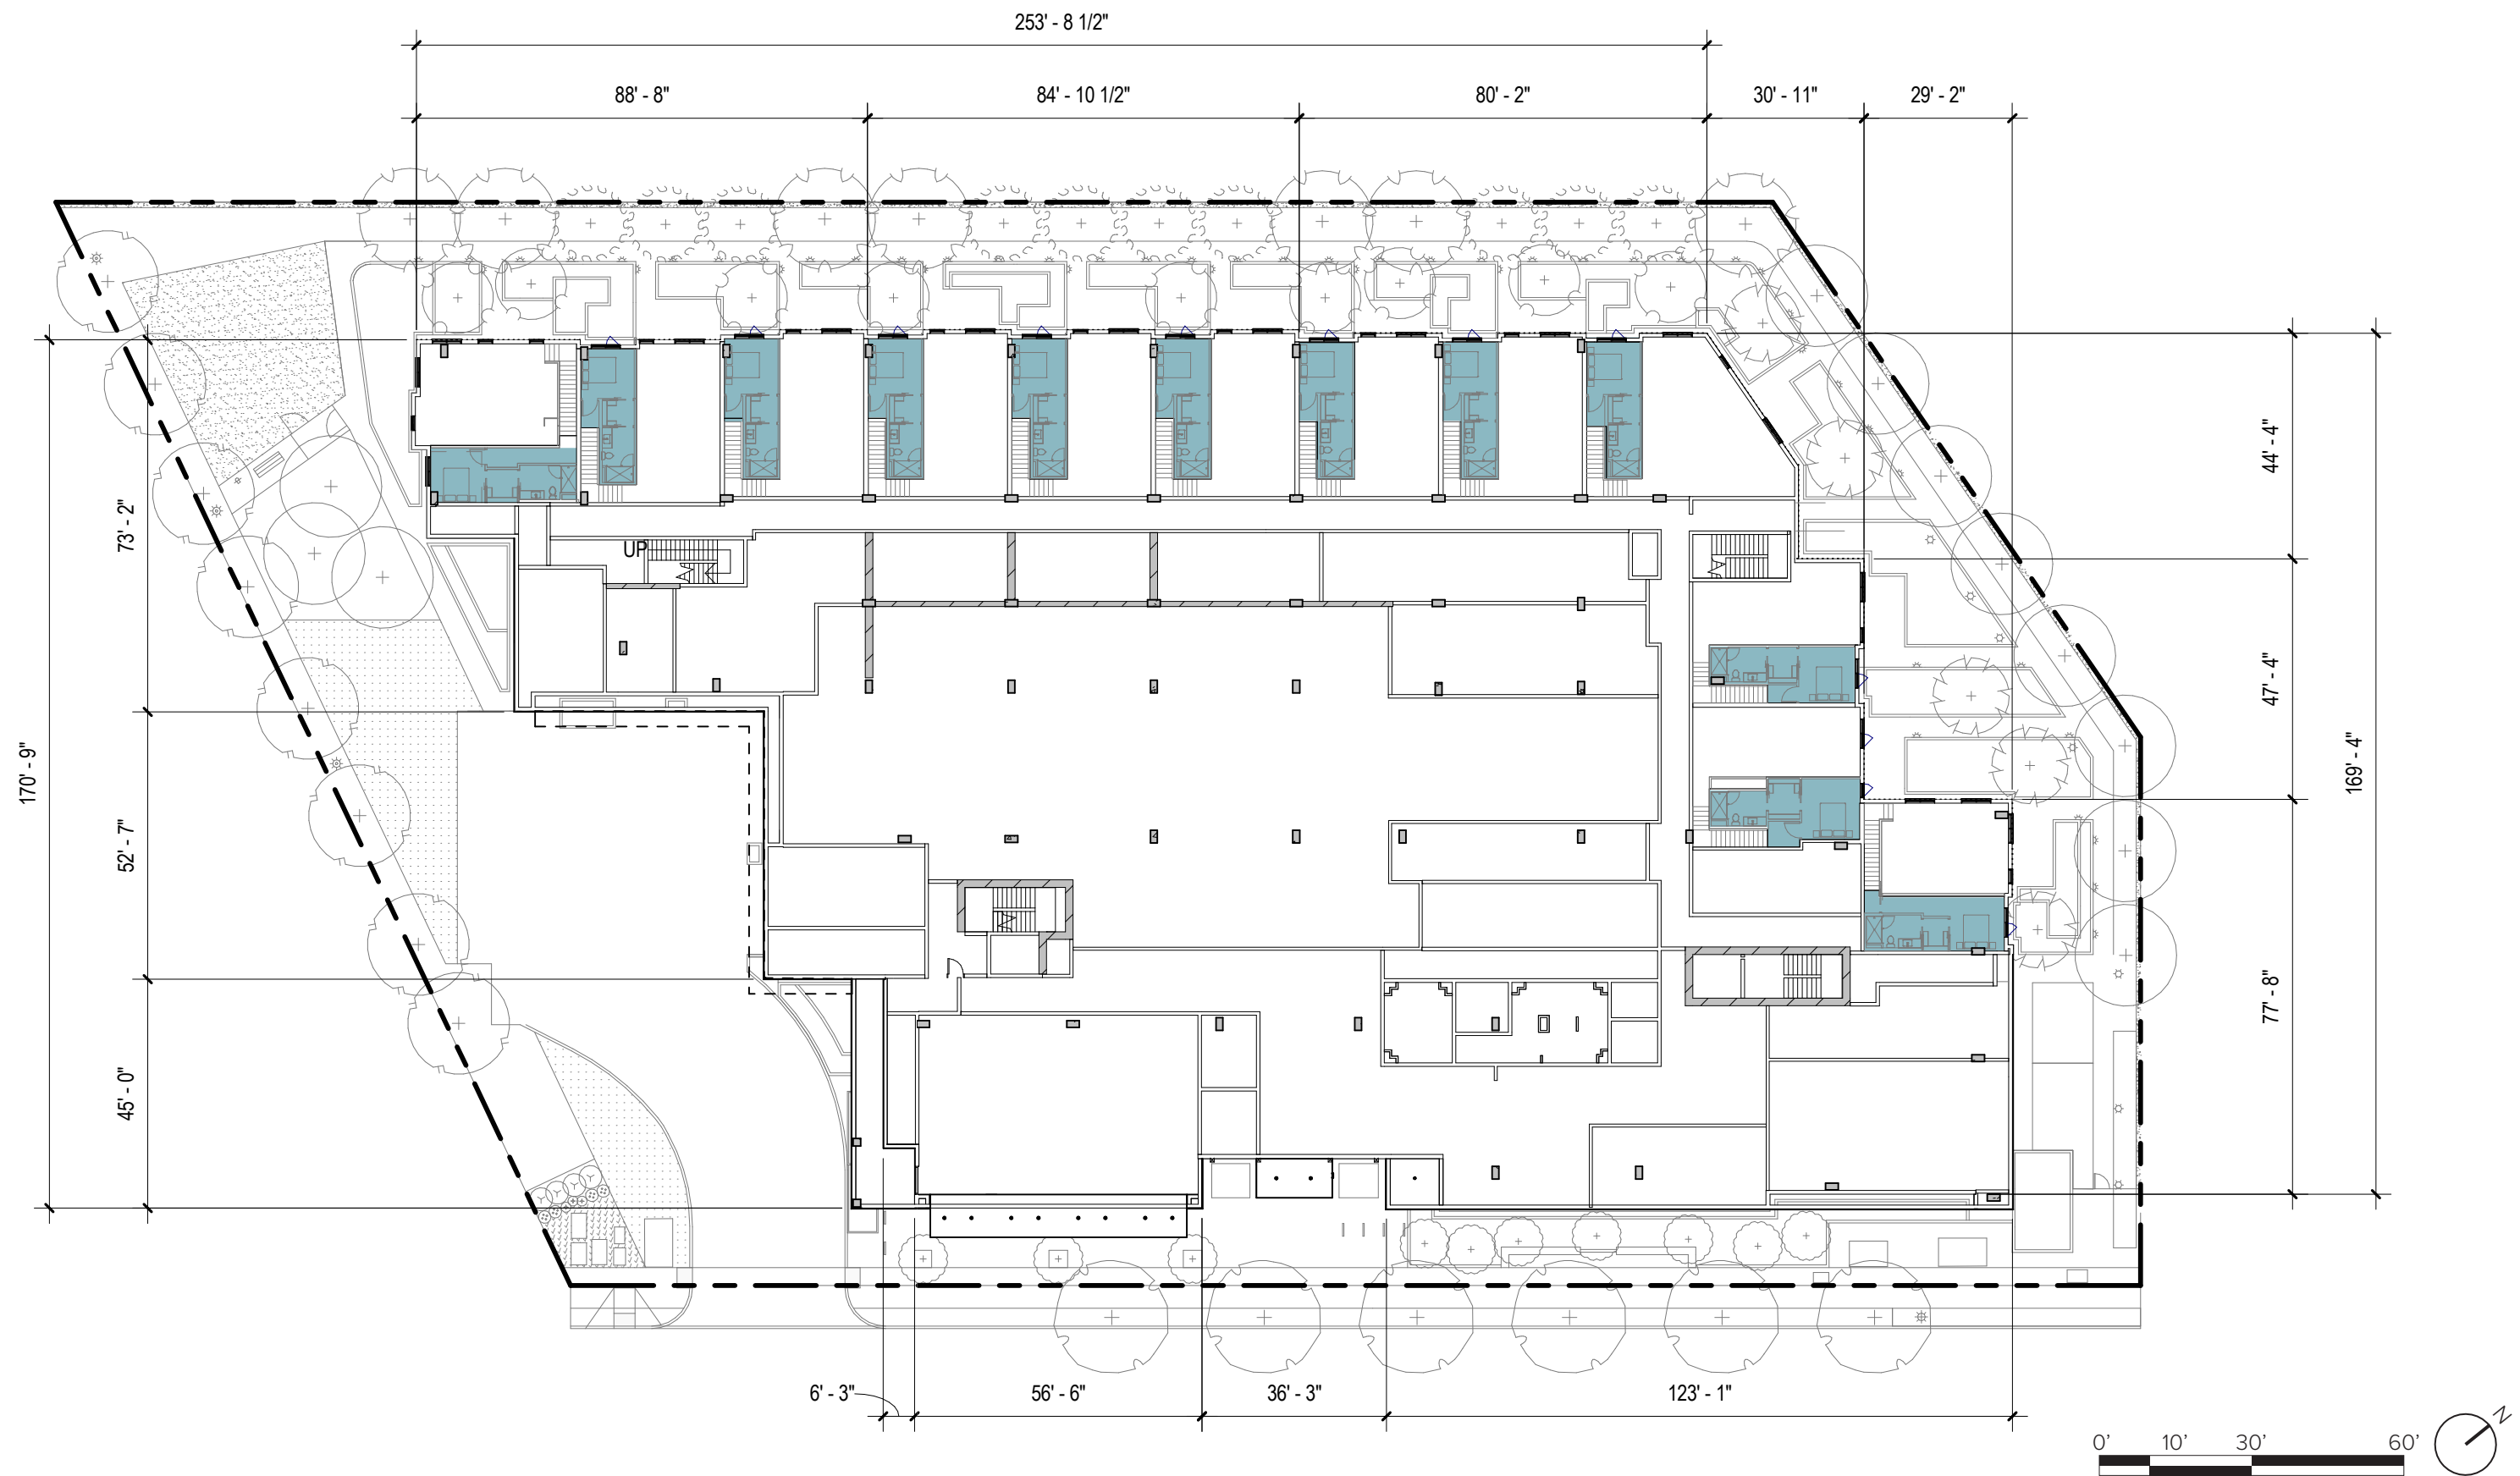 253' - 8 1/2"
88' - 8"
84' - 10 1/2"
80' - 2"
30' - 11"
29' - 2"
44' - 4"
73' - 2"
UP
47' - 4"
170' - 9"
169' - 4"
52' - 7"
77' - 8"
45' - 0"
6' - 3"
56' - 6"
36' - 3"
123' - 1"
0' 10' 30' 60'
N